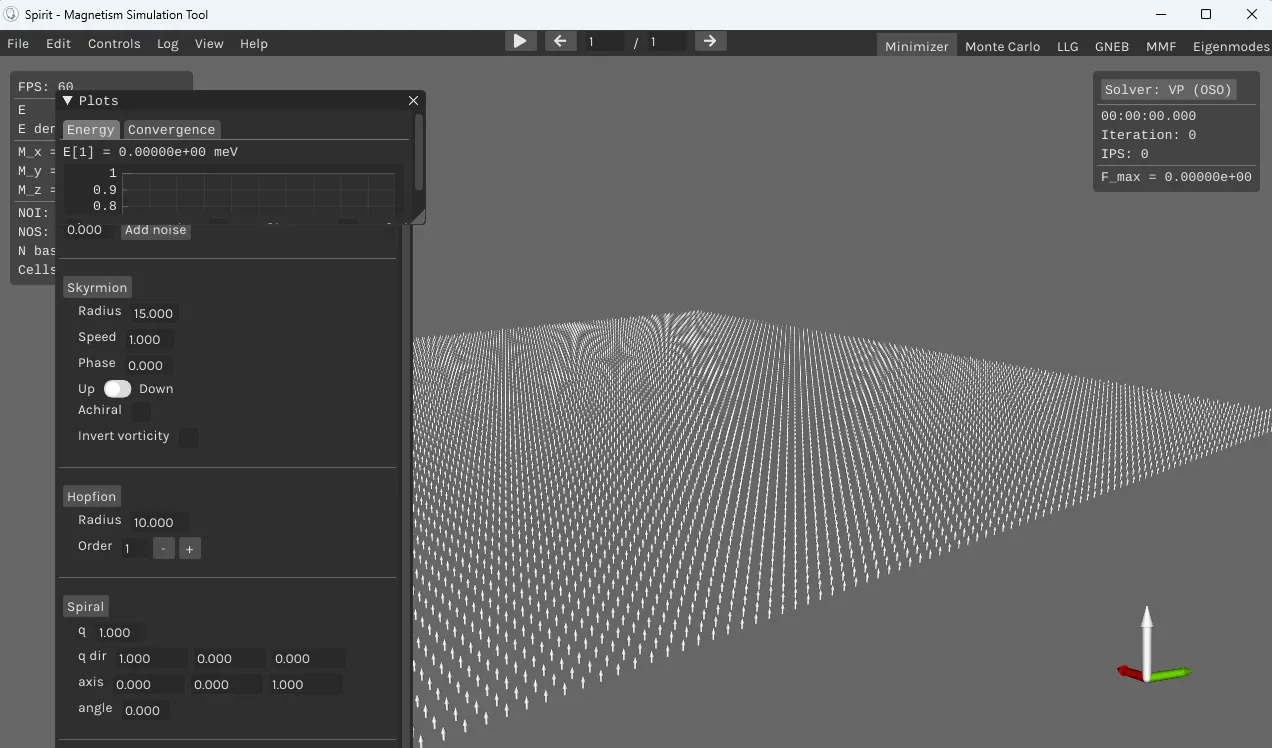 Spirit - Magnetism Simulation Tool
File Edit Controls Log View Help
1 / 1
Minimizer Monte Carlo LLG GNEB MMF Eigenmodes
FPS: 60
E
E der
M_x =
M_y =
M_z =
NOI:
NOS:
N bas
Cells
Plots
Energy Convergence
E[1] = 0.00000e+00 meV
1
0.9
0.8
0.000 Add noise
Skyrmion
Radius 15.000
Speed 1.000
Phase 0.000
Up Down
Achiral
Invert vorticity
Hopfion
Radius 10.000
Order 1 - +
Spiral
q 1.000
q dir 1.000 0.000 0.000
axis 0.000 0.000 1.000
angle 0.000
Solver: VP (OSO)
00:00:00.000
Iteration: 0
IPS: 0
F_max = 0.00000e+00